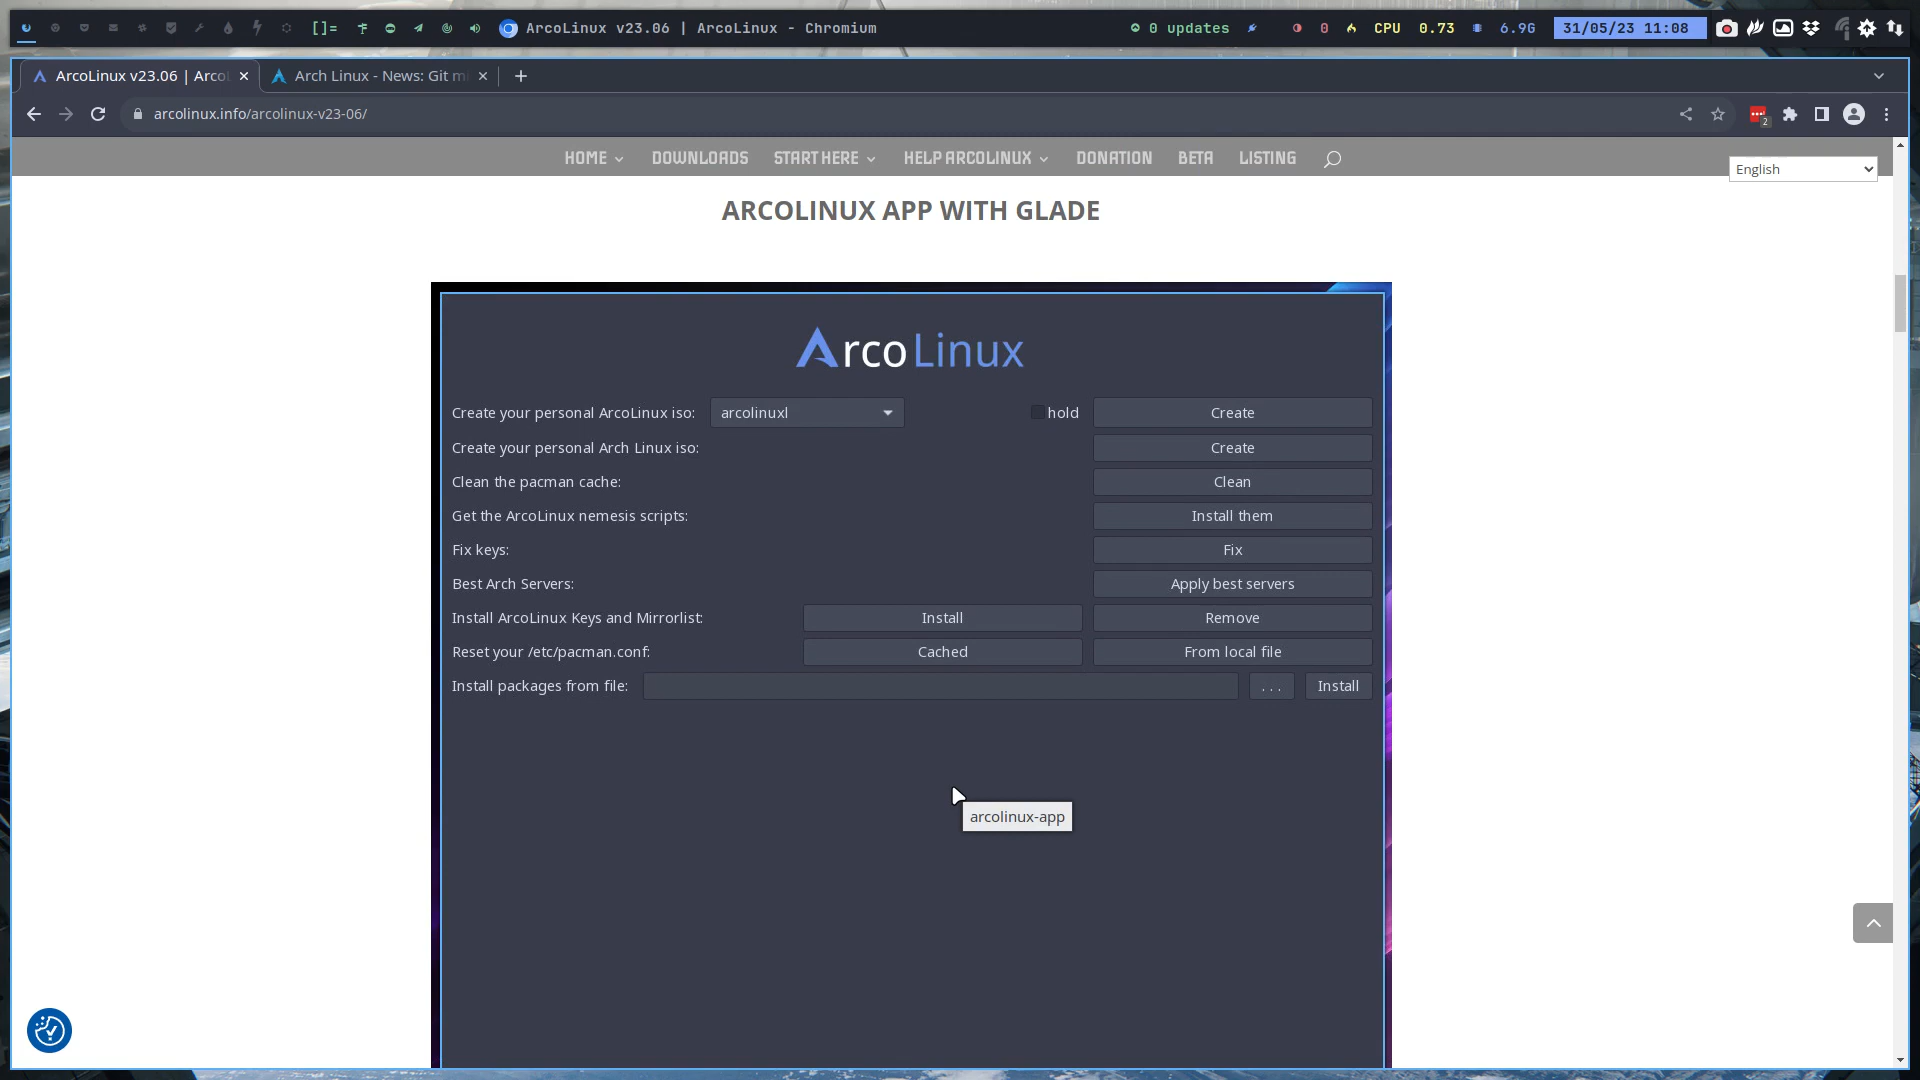 []= ArcoLinux v23.06 | ArcoLinux - Chromium 0 updates 0 CPU 0.73 6.9G 31/05/23 11:08
ArcoLinux v23.06 | Arco Arch Linux - News: Git m
arcolinux.info/arcolinux-v23-06/
2
HOME DOWNLOADS START HERE HELP ARCOLINUX DONATION BETA LISTING
English
ARCOLINUX APP WITH GLADE
ArcoLinux
Create your personal ArcoLinux iso: arcolinuxl hold Create
Create your personal Arch Linux iso: Create
Clean the pacman cache: Clean
Get the ArcoLinux nemesis scripts: Install them
Fix keys: Fix
Best Arch Servers: Apply best servers
Install ArcoLinux Keys and Mirrorlist: Install Remove
Reset your /etc/pacman.conf: Cached From local file
Install packages from file: ... Install
arcolinux-app